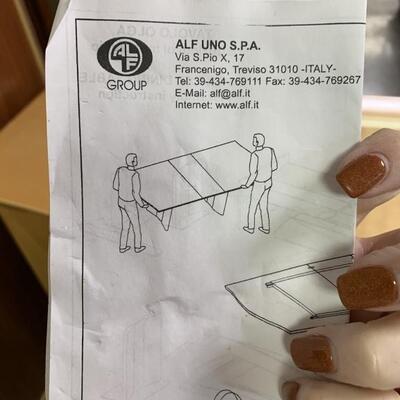 ALF
GROUP
ALF UNO S.P.A.
Via S.Pio X, 17
Francenigo, Treviso 31010 -ITALY-
Tel: 39-434-769111 Fax: 39-434-769267
E-Mail: alf@alf.it
Internet: www.alf.it